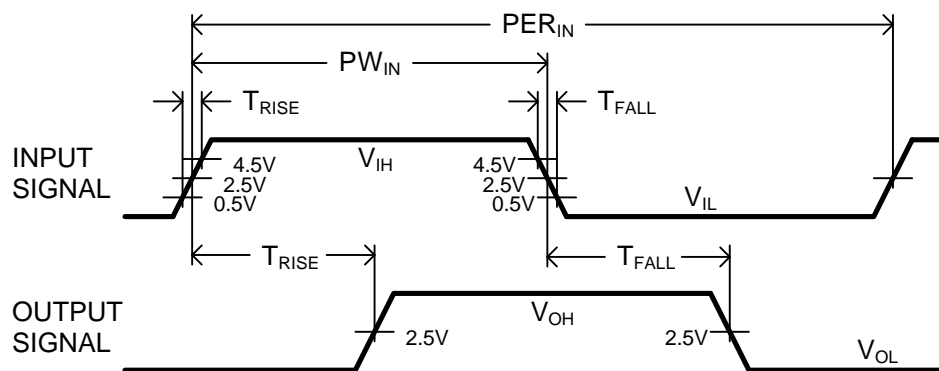 PER_IN
PW_IN
T_RISE
T_FALL
INPUT
SIGNAL
V_IH
4.5V
2.5V
0.5V
4.5V
2.5V
0.5V
V_IL
T_RISE
T_FALL
OUTPUT
SIGNAL
2.5V
V_OH
2.5V
V_OL